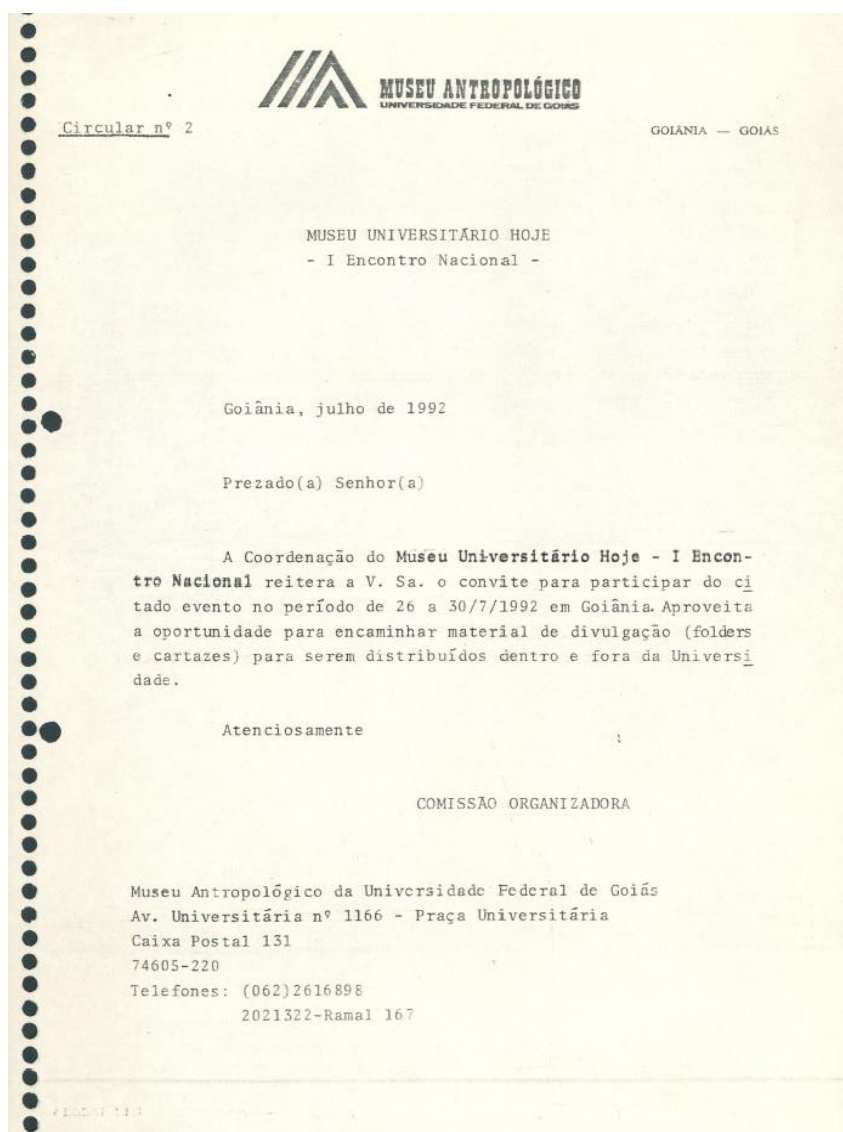 MUSEU ANTROPOLÓGICO
UNIVERSIDADE FEDERAL DE GOIÁS
Circular nº 2
GOIÂNIA — GOIÁS
MUSEU UNIVERSITÁRIO HOJE
- I Encontro Nacional -
Goiânia, julho de 1992
Prezado(a) Senhor(a)
A Coordenação do Museu Universitário Hoje - I Encon-
tro Nacional reitera a V. Sa. o convite para participar do ci
tado evento no período de 26 a 30/7/1992 em Goiânia. Aproveita
a oportunidade para encaminhar material de divulgação (folders
e cartazes) para serem distribuídos dentro e fora da Universi
dade.
Atenciosamente
COMISSÃO ORGANIZADORA
Museu Antropológico da Universidade Federal de Goiás
Av. Universitária nº 1166 - Praça Universitária
Caixa Postal 131
74605-220
Telefones: (062)2616898
2021322-Ramal 167